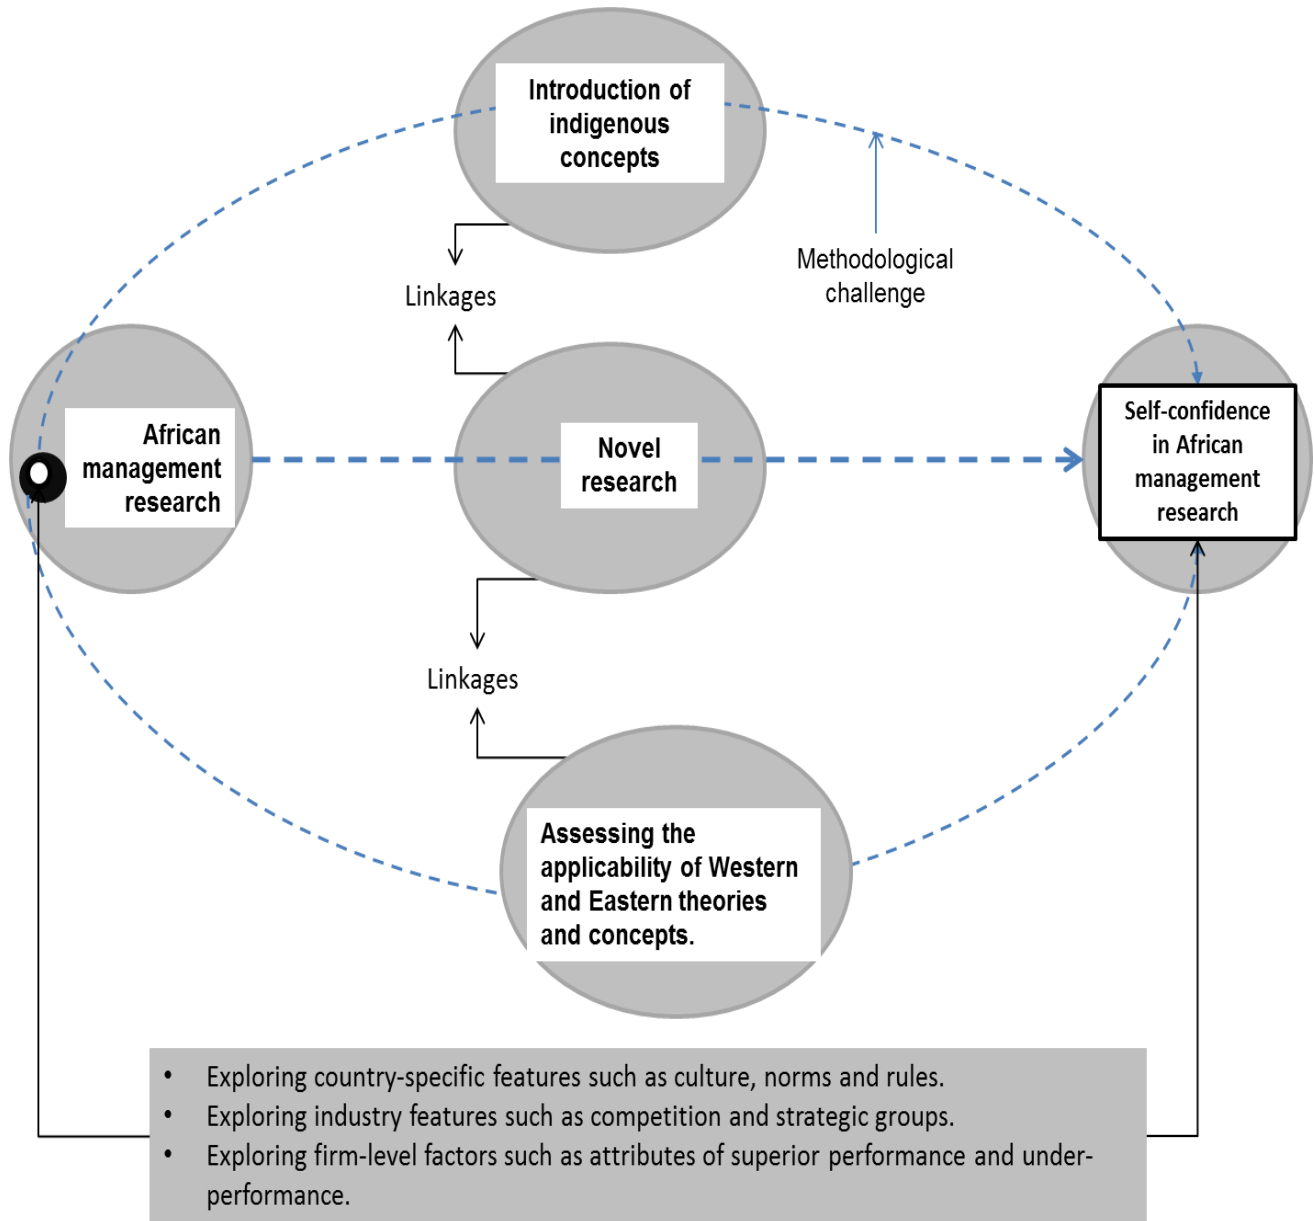 Introduction of
indigenous
concepts
Methodological
challenge
Linkages
African
management
research
Novel
research
Self-confidence
in African
management
research
Linkages
Assessing the
applicability of Western
and Eastern theories
and concepts.
• Exploring country-specific features such as culture, norms and rules.
• Exploring industry features such as competition and strategic groups.
• Exploring firm-level factors such as attributes of superior performance and under-
performance.